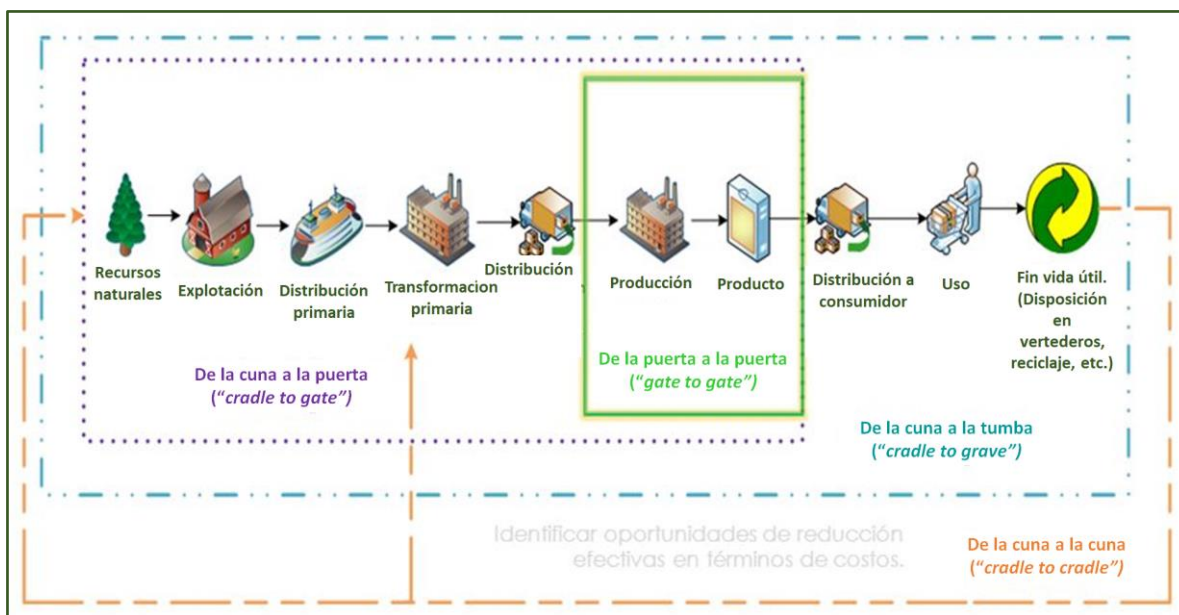 Recursos
naturales
Explotación
Distribución
primaria
Transformacion
primaria
Distribución
Producción
Producto
Distribución a
consumidor
Uso
Fin vida útil.
(Disposición
en
vertederos,
reciclaje, etc.)
De la cuna a la puerta
(“cradle to gate”)
De la puerta a la puerta
(“gate to gate”)
De la cuna a la tumba
(“cradle to grave”)
Identificar oportunidades de reducción
efectivas en términos de costos.
De la cuna a la cuna
(“cradle to cradle”)